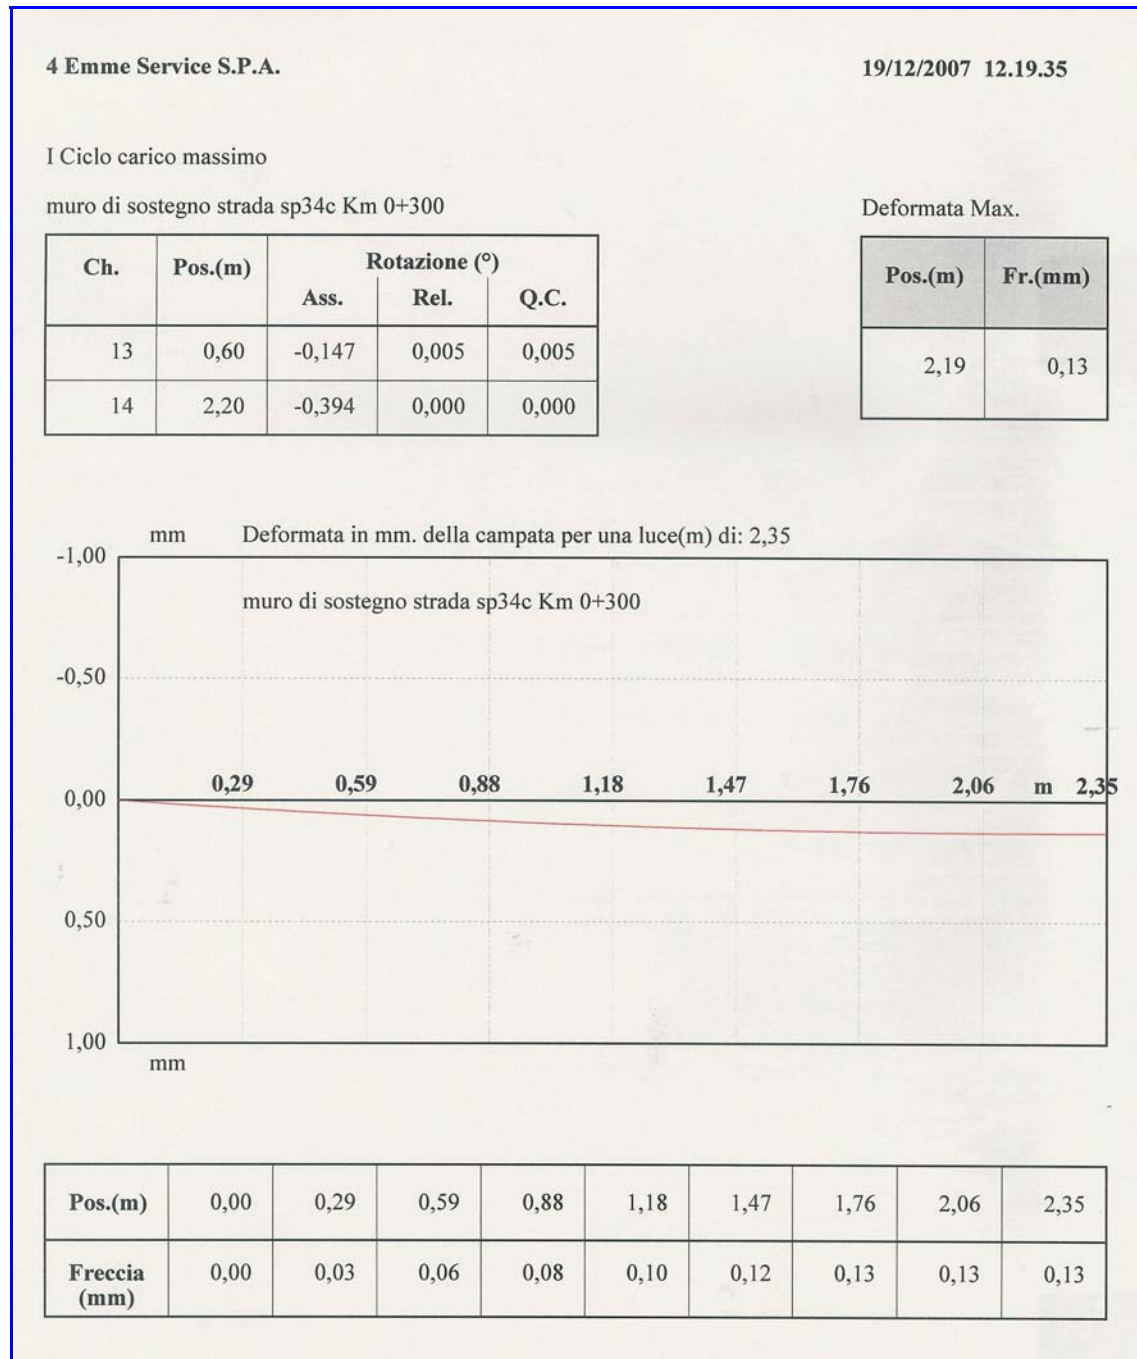 4 Emme Service S.P.A. 19/12/2007 12.19.35
I Ciclo carico massimo
muro di sostegno strada sp34c Km 0+300 Deformata Max.
Ch. Pos.(m) Rotazione (°) Pos.(m) Fr.(mm)
Ass. Rel. Q.C.
13 0,60 -0,147 0,005 0,005 2,19 0,13
14 2,20 -0,394 0,000 0,000
mm Deformata in mm. della campata per una luce(m) di: 2,35
-1,00
muro di sostegno strada sp34c Km 0+300
-0,50
0,29 0,59 0,88 1,18 1,47 1,76 2,06 m 2,35
0,00
0,50
1,00
mm
Pos.(m) 0,00 0,29 0,59 0,88 1,18 1,47 1,76 2,06 2,35
Freccia 0,00 0,03 0,06 0,08 0,10 0,12 0,13 0,13 0,13
(mm)